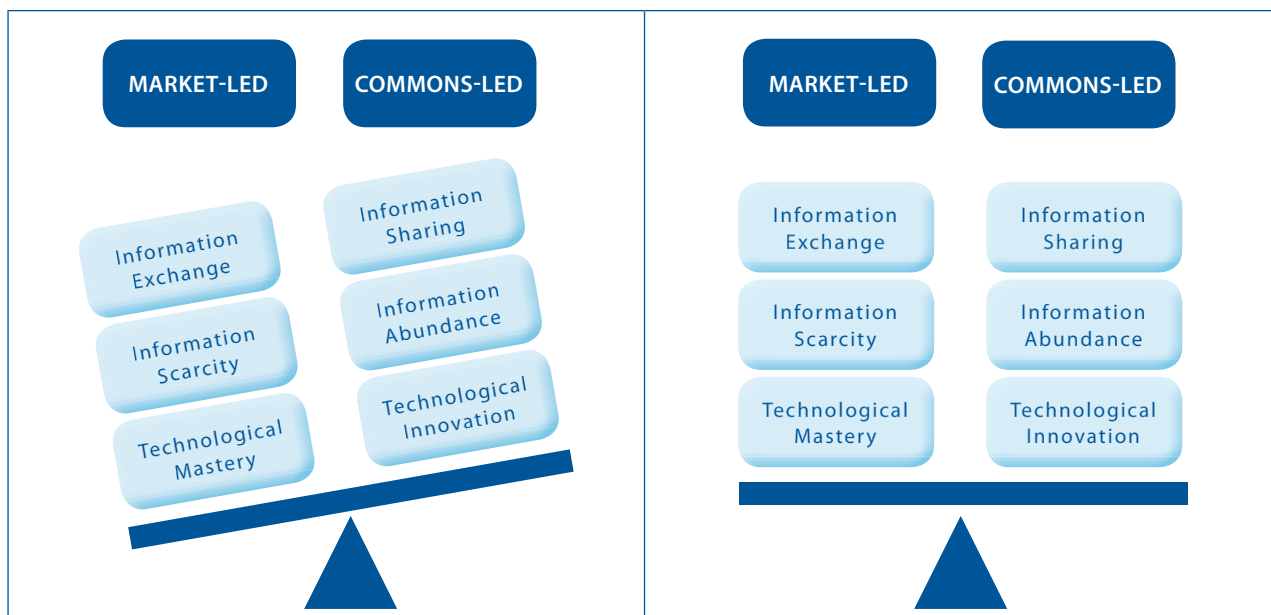 MARKET-LED
COMMONS-LED
Information
Exchange
Information
Scarcity
Technological
Mastery
Information
Sharing
Information
Abundance
Technological
Innovation
MARKET-LED
COMMONS-LED
Information
Exchange
Information
Scarcity
Technological
Mastery
Information
Sharing
Information
Abundance
Technological
Innovation